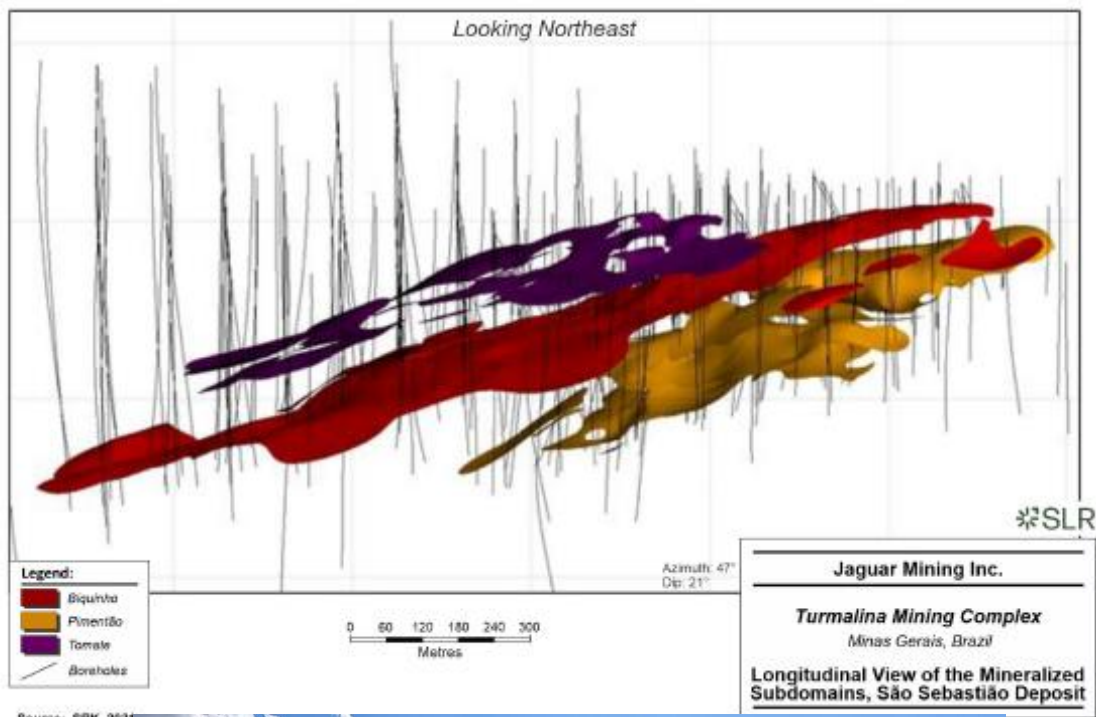 Looking Northeast
SLR
Azimuth: 47°
Dip: 21°
Legend:
Biquinha
Pimentão
Tomate
Boreholes
0 60 120 180 240 300
Metres
Jaguar Mining Inc.
Turmalina Mining Complex
Minas Gerais, Brazil
Longitudinal View of the Mineralized
Subdomains, São Sebastião Deposit